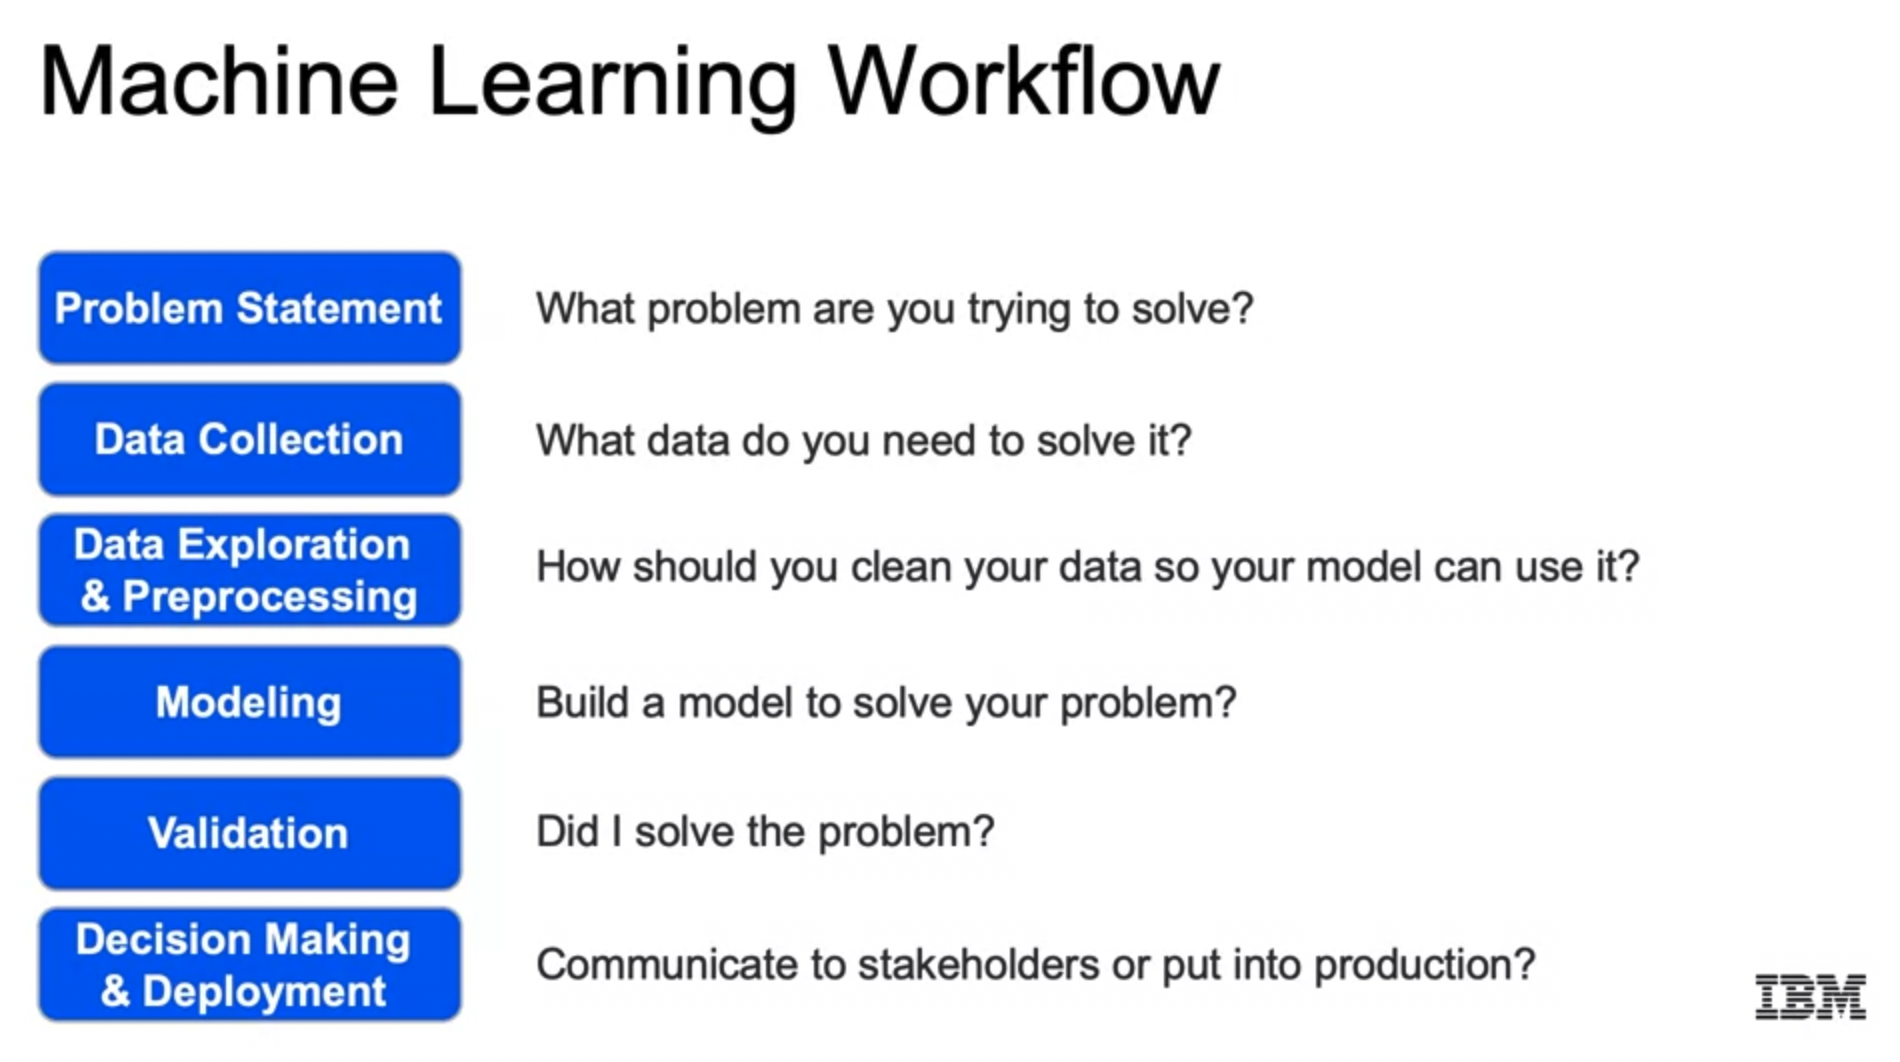 Machine Learning Workflow
Problem Statement
What problem are you trying to solve?
Data Collection
What data do you need to solve it?
Data Exploration
& Preprocessing
How should you clean your data so your model can use it?
Modeling
Build a model to solve your problem?
Validation
Did I solve the problem?
Decision Making
& Deployment
Communicate to stakeholders or put into production?
IBM